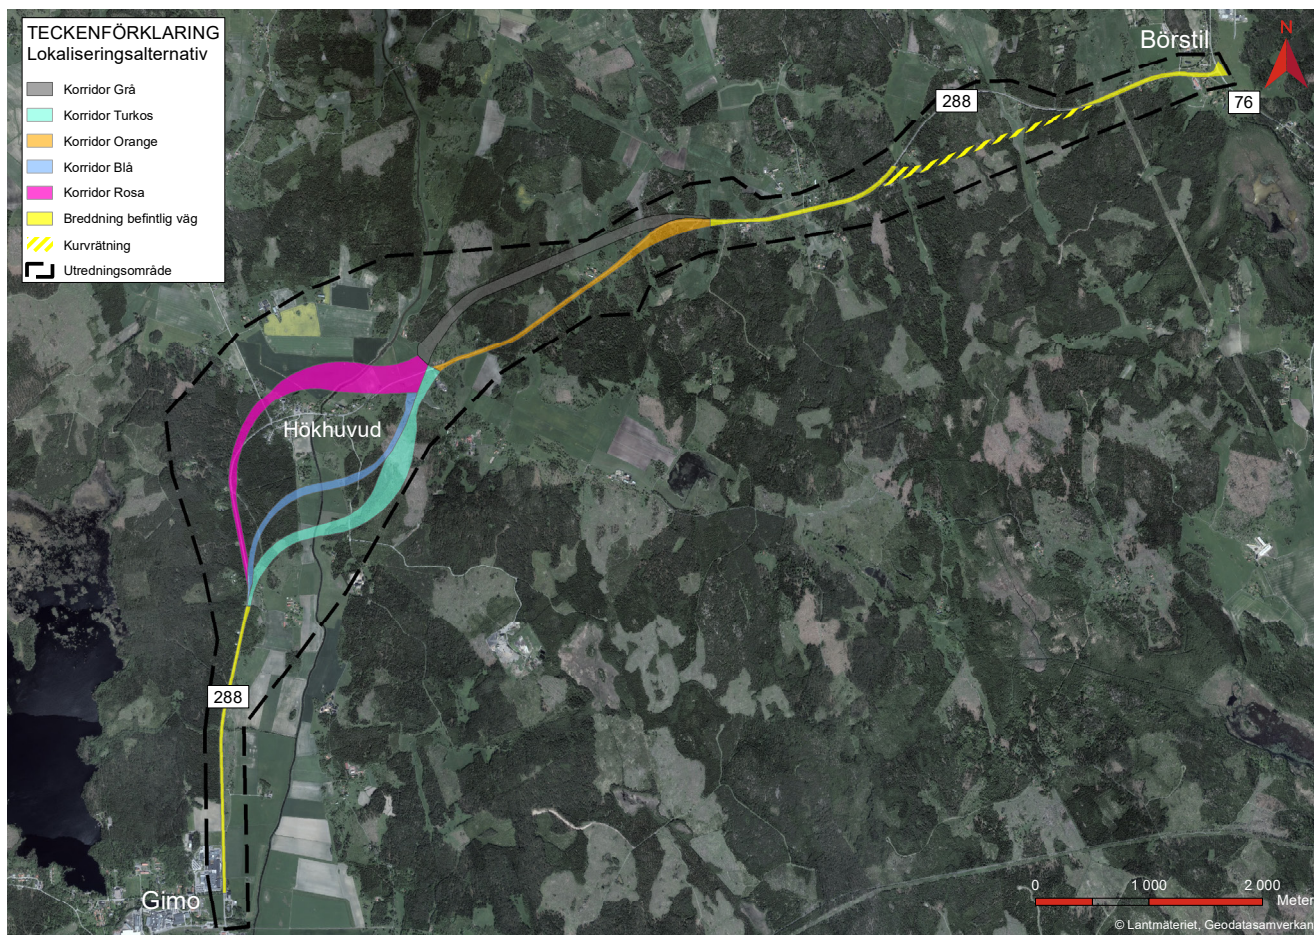 TECKENFÖRKLARING
Lokaliseringsalternativ
Korridor Grå
Korridor Turkos
Korridor Orange
Korridor Blå
Korridor Rosa
Breddning befintlig väg
Kurvrätning
Utredningsområde
Börstil
N
288
76
Hökhuvud
288
Gimo
0 1 000 2 000
Meter
© Lantmäteriet, Geodatasamverkan